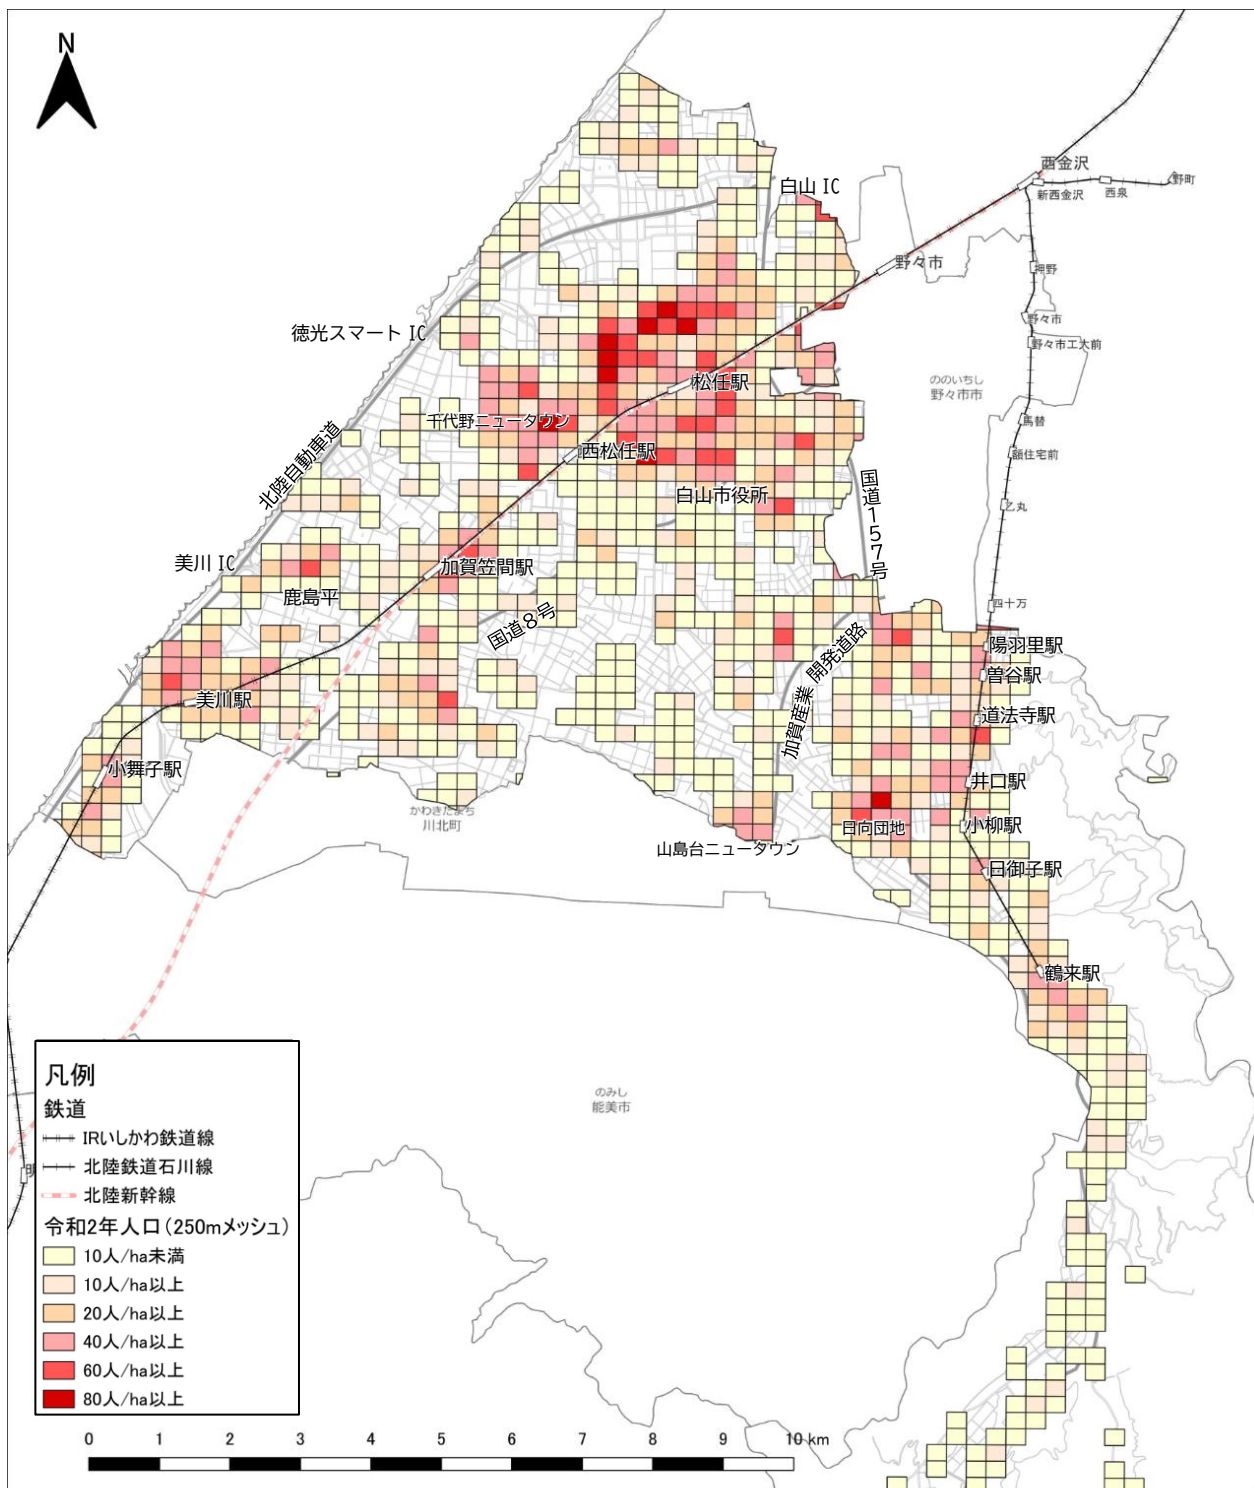 N
西金沢
白山 IC
新西金沢
西泉
野町
野々市
押野
徳光スマート IC
野々市
野々市工大前
松任駅
ののいちし
野々市市
千代野ニュータウン
馬替
西松任駅
額住宅前
北陸自動車道
白山市役所
国道157号
乙丸
美川 IC
加賀笠間駅
鹿島平
国道8号
四十万
加賀産業 開発道路
陽羽里駅
曽谷駅
美川駅
道法寺駅
小舞子駅
井口駅
かわきたまち
川北町
日向団地
小柳駅
山島台ニュータウン
日御子駅
鶴来駅
のみし
能美市
凡例
鉄道
IRいしかわ鉄道線
北陸鉄道石川線
北陸新幹線
令和2年人口(250mメッシュ)
10人/ha未満
10人/ha以上
20人/ha以上
40人/ha以上
60人/ha以上
80人/ha以上
0 1 2 3 4 5 6 7 8 9 10 km